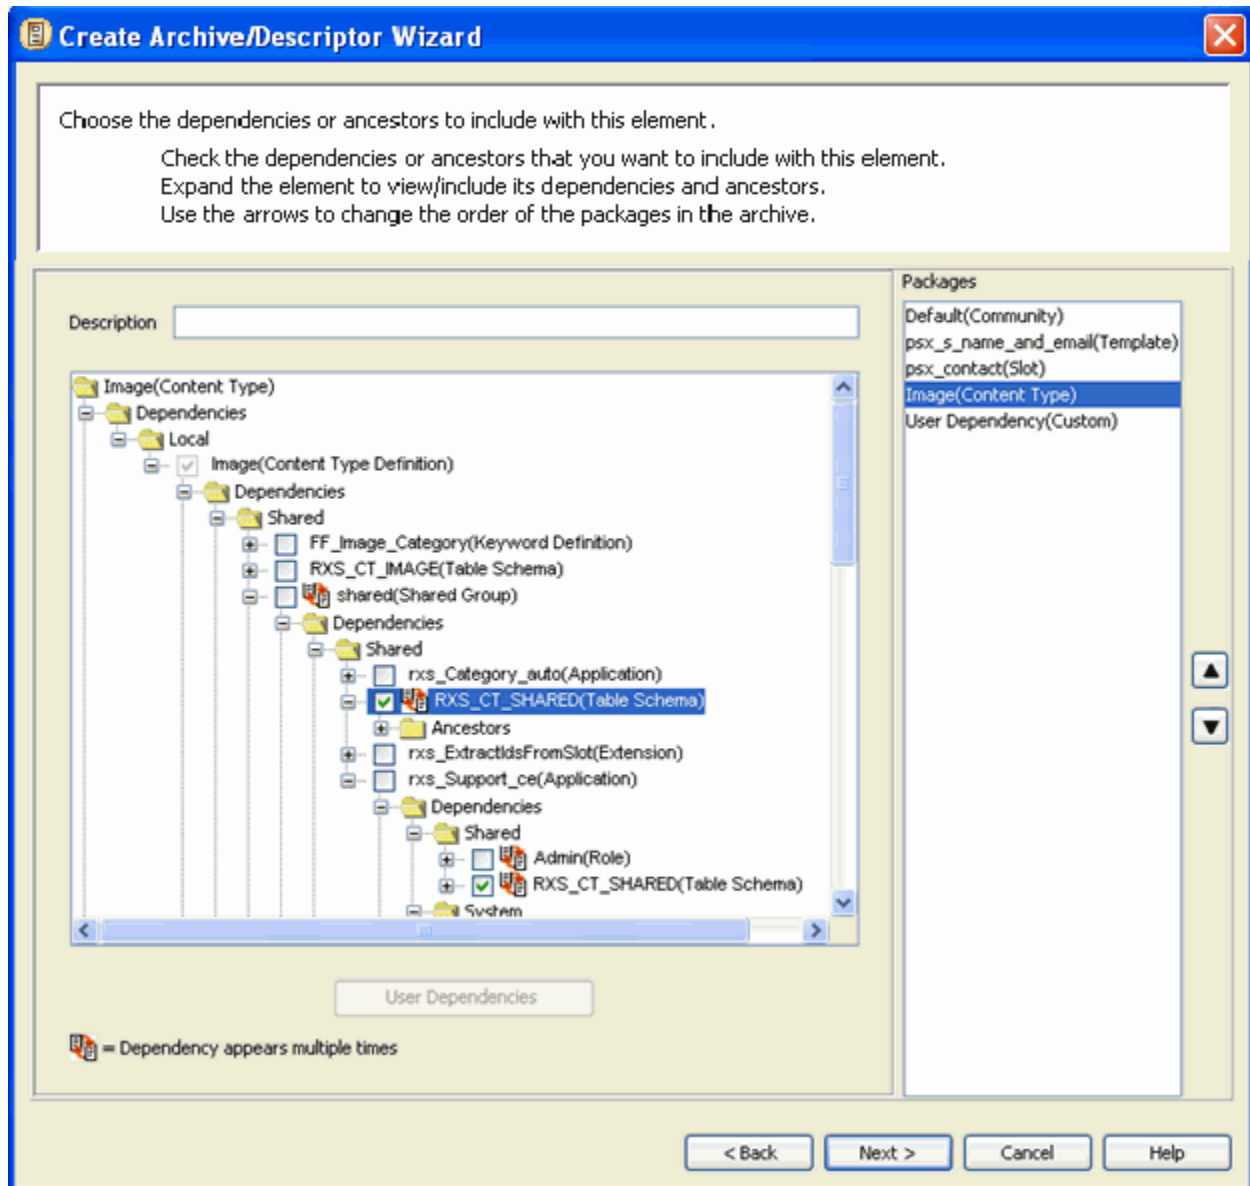 Create Archive/Descriptor Wizard
Choose the dependencies or ancestors to include with this element.
Check the dependencies or ancestors that you want to include with this element.
Expand the element to view/include its dependencies and ancestors.
Use the arrows to change the order of the packages in the archive.
Description
Image(Content Type)
Dependencies
Local
Image(Content Type Definition)
Dependencies
Shared
FF_Image_Category(Keyword Definition)
RXS_CT_IMAGE(Table Schema)
shared(Shared Group)
Dependencies
Shared
rxs_Category_auto(Application)
RXS_CT_SHARED(Table Schema)
Ancestors
rxs_ExtractIdsFromSlot(Extension)
rxs_Support_ce(Application)
Dependencies
Shared
Admin(Role)
RXS_CT_SHARED(Table Schema)
System
User Dependencies
= Dependency appears multiple times
Packages
Default(Community)
psx_s_name_and_email(Template)
psx_contact(Slot)
Image(Content Type)
User Dependency(Custom)
< Back
Next >
Cancel
Help